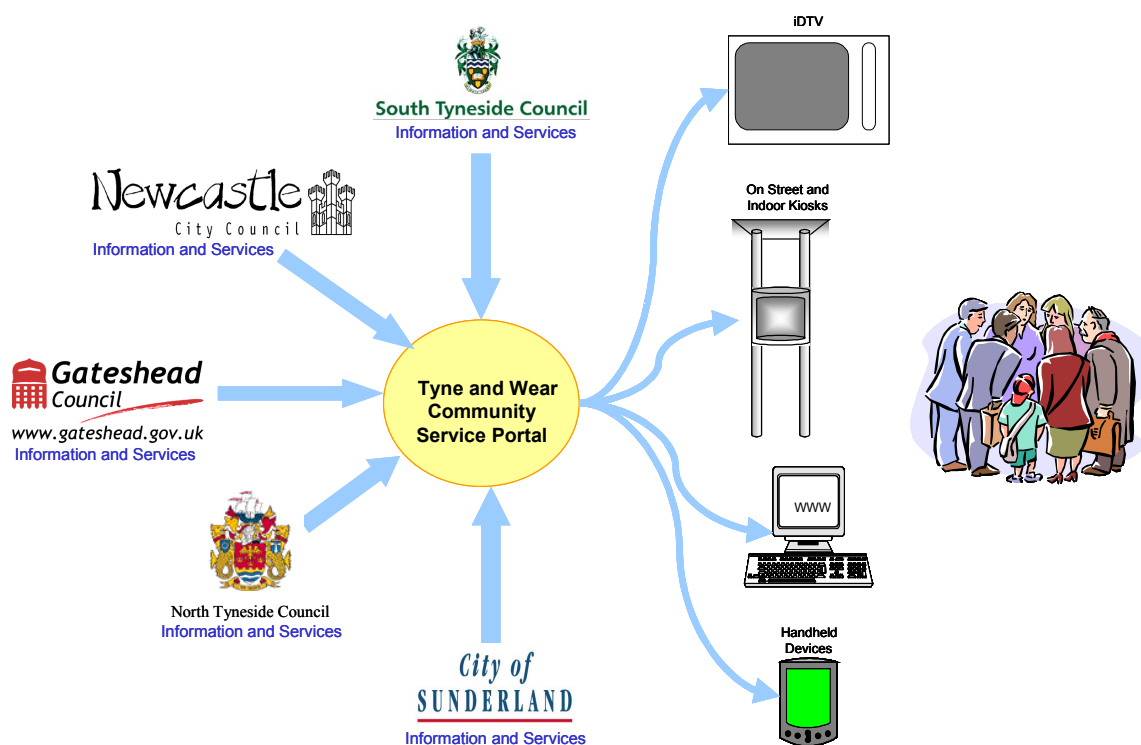 iDTV
South Tyneside Council
Information and Services
Newcastle
City Council
Information and Services
On Street and
Indoor Kiosks
Gateshead
Council
www.gateshead.gov.uk
Information and Services
Tyne and Wear
Community
Service Portal
www
North Tyneside Council
Information and Services
City of
SUNDERLAND
Information and Services
Handheld
Devices